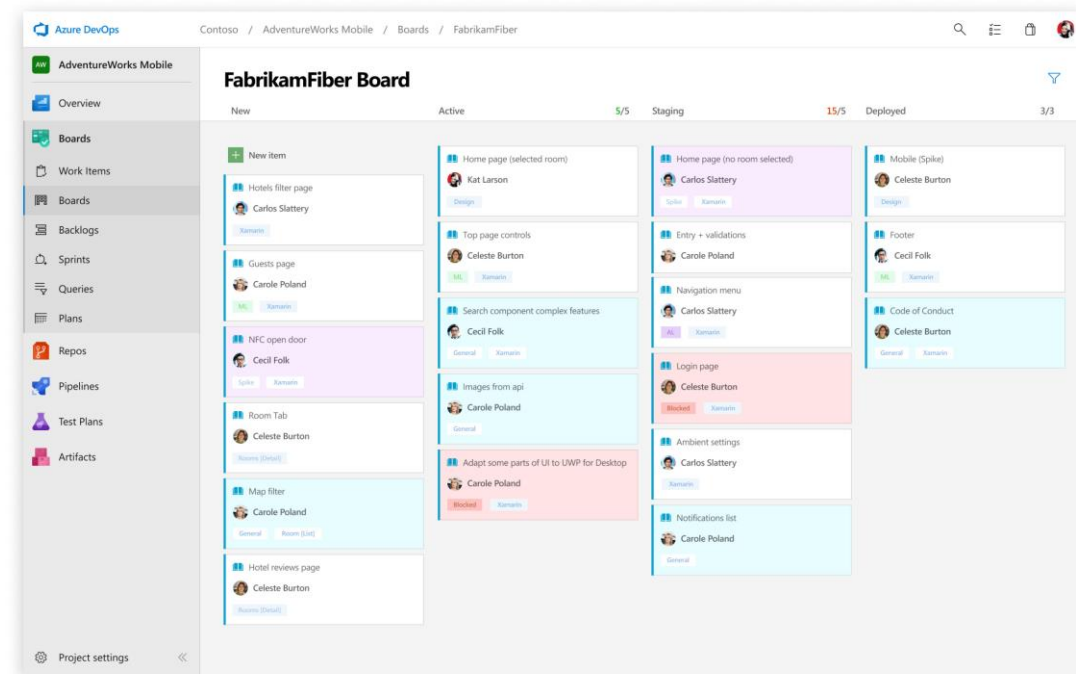 Azure DevOps
Contoso / AdventureWorks Mobile / Boards / FabrikamFiber
AW AdventureWorks Mobile
Overview
Boards
Work Items
Boards
Backlogs
Sprints
Queries
Plans
Repos
Pipelines
Test Plans
Artifacts
Project settings
FabrikamFiber Board
New
New item
Hotels filter page
Carlos Slattery
Xamarin
Guests page
Carole Poland
ML Xamarin
NFC open door
Cecil Folk
Spike Xamarin
Room Tab
Celeste Burton
Rooms (Detail)
Map filter
Carole Poland
General Room (List)
Hotel reviews page
Celeste Burton
Rooms (Detail)
Active 5/5
Home page (selected room)
Kat Larson
Design
Top page controls
Celeste Burton
ML Xamarin
Search component complex features
Cecil Folk
General Xamarin
Images from api
Carole Poland
General
Adapt some parts of UI to UWP for Desktop
Carole Poland
Blocked Xamarin
Staging 15/5
Home page (no room selected)
Carlos Slattery
Spike Xamarin
Entry + validations
Carole Poland
Navigation menu
Carlos Slattery
AL Xamarin
Login page
Celeste Burton
Blocked Xamarin
Ambient settings
Carlos Slattery
Xamarin
Notifications list
Carole Poland
General
Deployed 3/3
Mobile (Spike)
Celeste Burton
Design
Footer
Cecil Folk
ML Xamarin
Code of Conduct
Celeste Burton
General Xamarin